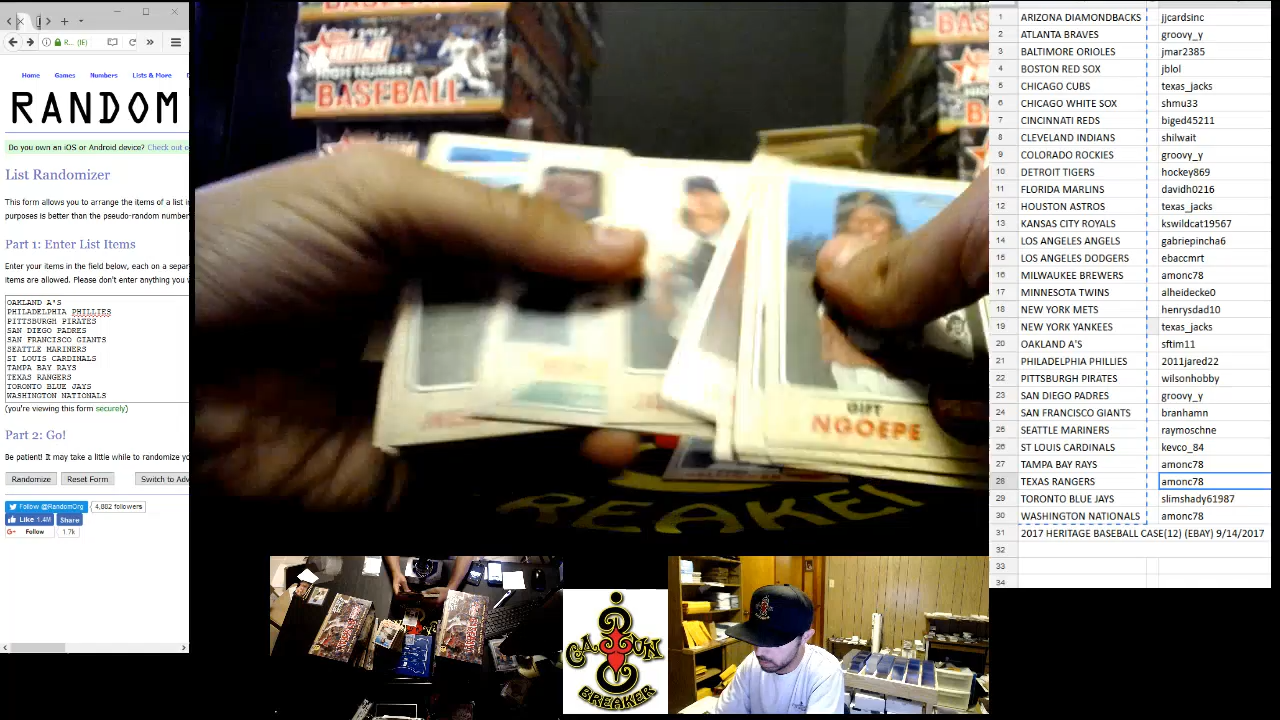 R... (IE)
Home Games Numbers Lists & More
RANDOM
Do you own an iOS or Android device? Check out o
List Randomizer
This form allows you to arrange the items of a list i
purposes is better than the pseudo-random number
Part 1: Enter List Items
Enter your items in the field below, each on a separ
items are allowed. Please don't enter anything you
OAKLAND A'S
PHILADELPHIA PHILLIES
PITTSBURGH PIRATES
SAN DIEGO PADRES
SAN FRANCISCO GIANTS
SEATTLE MARINERS
ST LOUIS CARDINALS
TAMPA BAY RAYS
TEXAS RANGERS
TORONTO BLUE JAYS
WASHINGTON NATIONALS
(you're viewing this form securely)
Part 2: Go!
Be patient! It may take a little while to randomize yo
Randomize Reset Form Switch to Adv
Follow @RandomOrg 4,882 followers
Like 1.4M Share
G+ Follow 1.7k
BASEBALL
Heritage
HIGH NUMBER
BASEBALL
BASEBALL
GIFT
NGOEPE
BREAKE
CAJUN
BREAKER
1 ARIZONA DIAMONDBACKS jjcardsinc
2 ATLANTA BRAVES groovy_y
3 BALTIMORE ORIOLES jmar2385
4 BOSTON RED SOX jblol
5 CHICAGO CUBS texas_jacks
6 CHICAGO WHITE SOX shmu33
7 CINCINNATI REDS biged45211
8 CLEVELAND INDIANS shilwait
9 COLORADO ROCKIES groovy_y
10 DETROIT TIGERS hockey869
11 FLORIDA MARLINS davidh0216
12 HOUSTON ASTROS texas_jacks
13 KANSAS CITY ROYALS kswildcat19567
14 LOS ANGELES ANGELS gabriepincha6
15 LOS ANGELES DODGERS ebaccmrt
16 MILWAUKEE BREWERS amonc78
17 MINNESOTA TWINS alheidecke0
18 NEW YORK METS henrysdad10
19 NEW YORK YANKEES texas_jacks
20 OAKLAND A'S sftim11
21 PHILADELPHIA PHILLIES 2011jared22
22 PITTSBURGH PIRATES wilsonhobby
23 SAN DIEGO PADRES groovy_y
24 SAN FRANCISCO GIANTS branhamn
25 SEATTLE MARINERS raymoschne
26 ST LOUIS CARDINALS kevco_84
27 TAMPA BAY RAYS amonc78
28 TEXAS RANGERS amonc78
29 TORONTO BLUE JAYS slimshady61987
30 WASHINGTON NATIONALS amonc78
31 2017 HERITAGE BASEBALL CASE(12) (EBAY) 9/14/2017
32
33
34